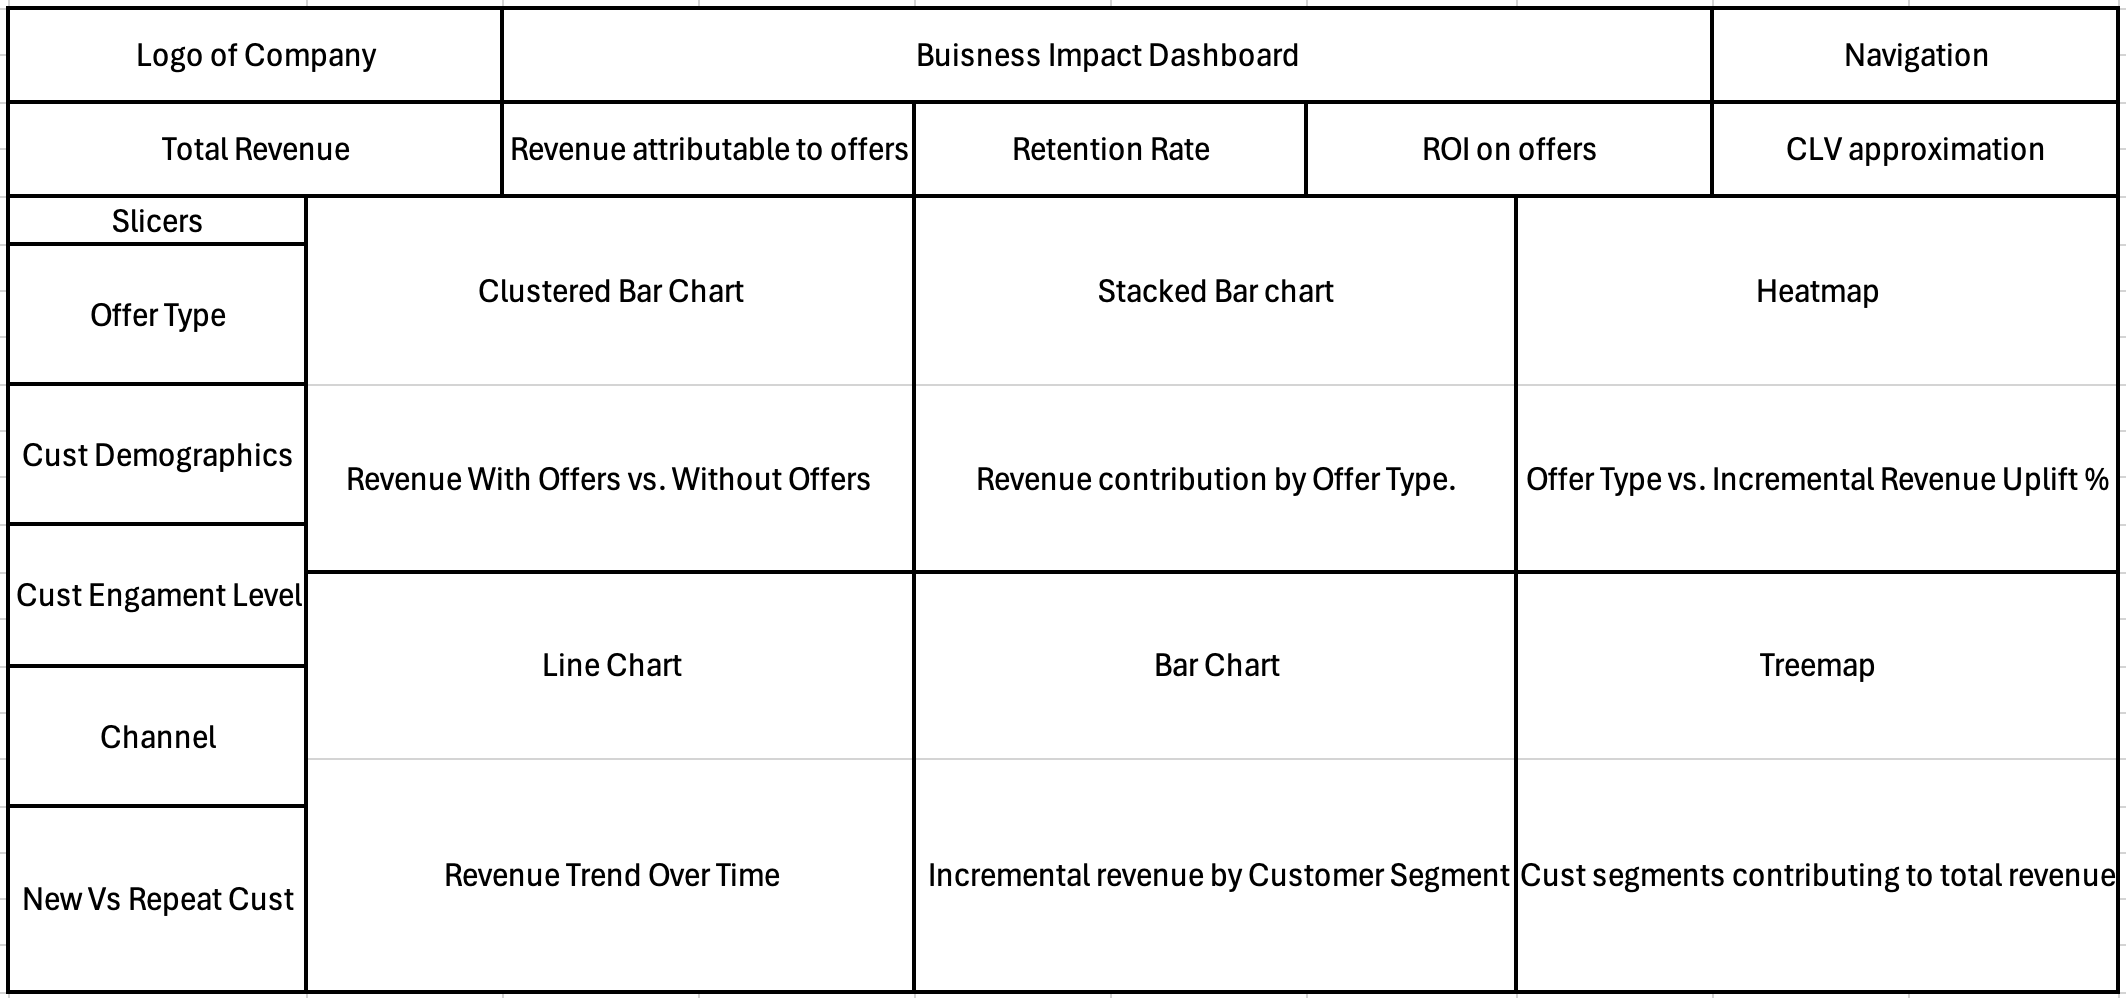 Logo of Company
Buisness Impact Dashboard
Navigation
Total Revenue
Revenue attributable to offers
Retention Rate
ROI on offers
CLV approximation
Slicers
Offer Type
Cust Demographics
Cust Engament Level
Channel
New Vs Repeat Cust
Clustered Bar Chart
Revenue With Offers vs. Without Offers
Stacked Bar chart
Revenue contribution by Offer Type.
Heatmap
Offer Type vs. Incremental Revenue Uplift %
Line Chart
Revenue Trend Over Time
Bar Chart
Incremental revenue by Customer Segment
Treemap
Cust segments contributing to total revenue